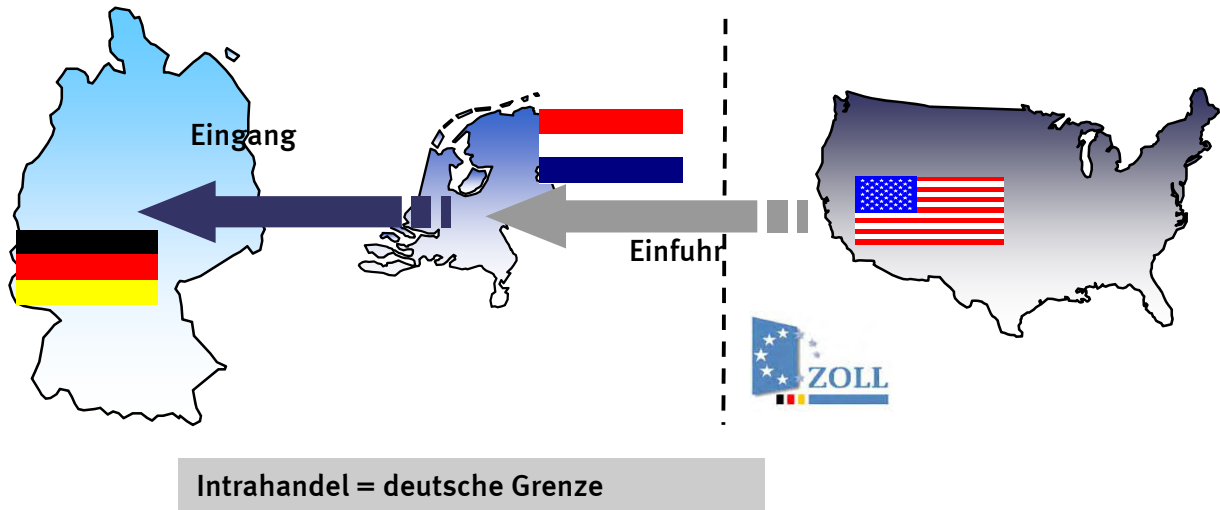 Eingang
Einfuhr
ZOLL
Intrahandel = deutsche Grenze